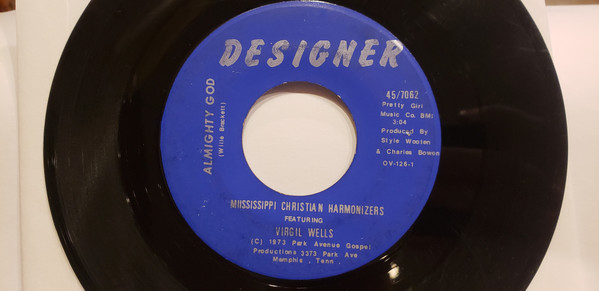 DESIGNER
ALMIGHTY GOD
(Willie Brackett)
45/7062
Pretty Girl
Music Co. BMI
3:04
Produced By
Style Wooten
& Charles Bowen
OV-128-1
MISSISSIPPI CHRISTIAN HARMONIZERS
FEATURING
VIRGIL WELLS
(C) 1973 Park Avenue Gospel
Productions 3373 Park Ave
Memphis , Tenn .